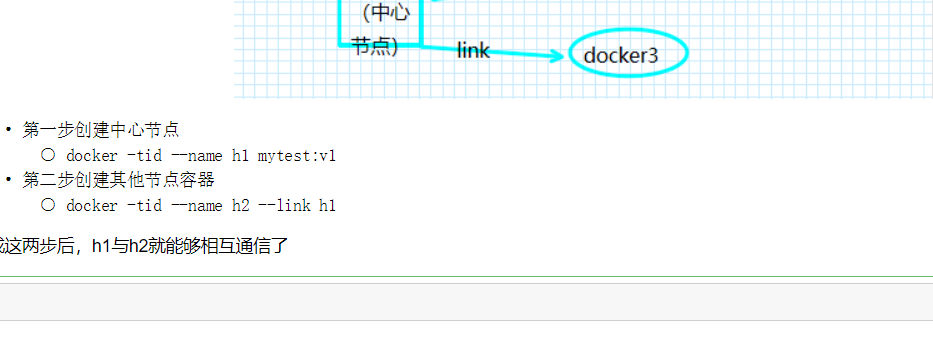 （中心
节点）
link
docker3
• 第一步创建中心节点
○ docker -tid --name h1 mytest:v1
• 第二步创建其他节点容器
○ docker -tid --name h2 --link h1
这两步后，h1与h2就能够相互通信了